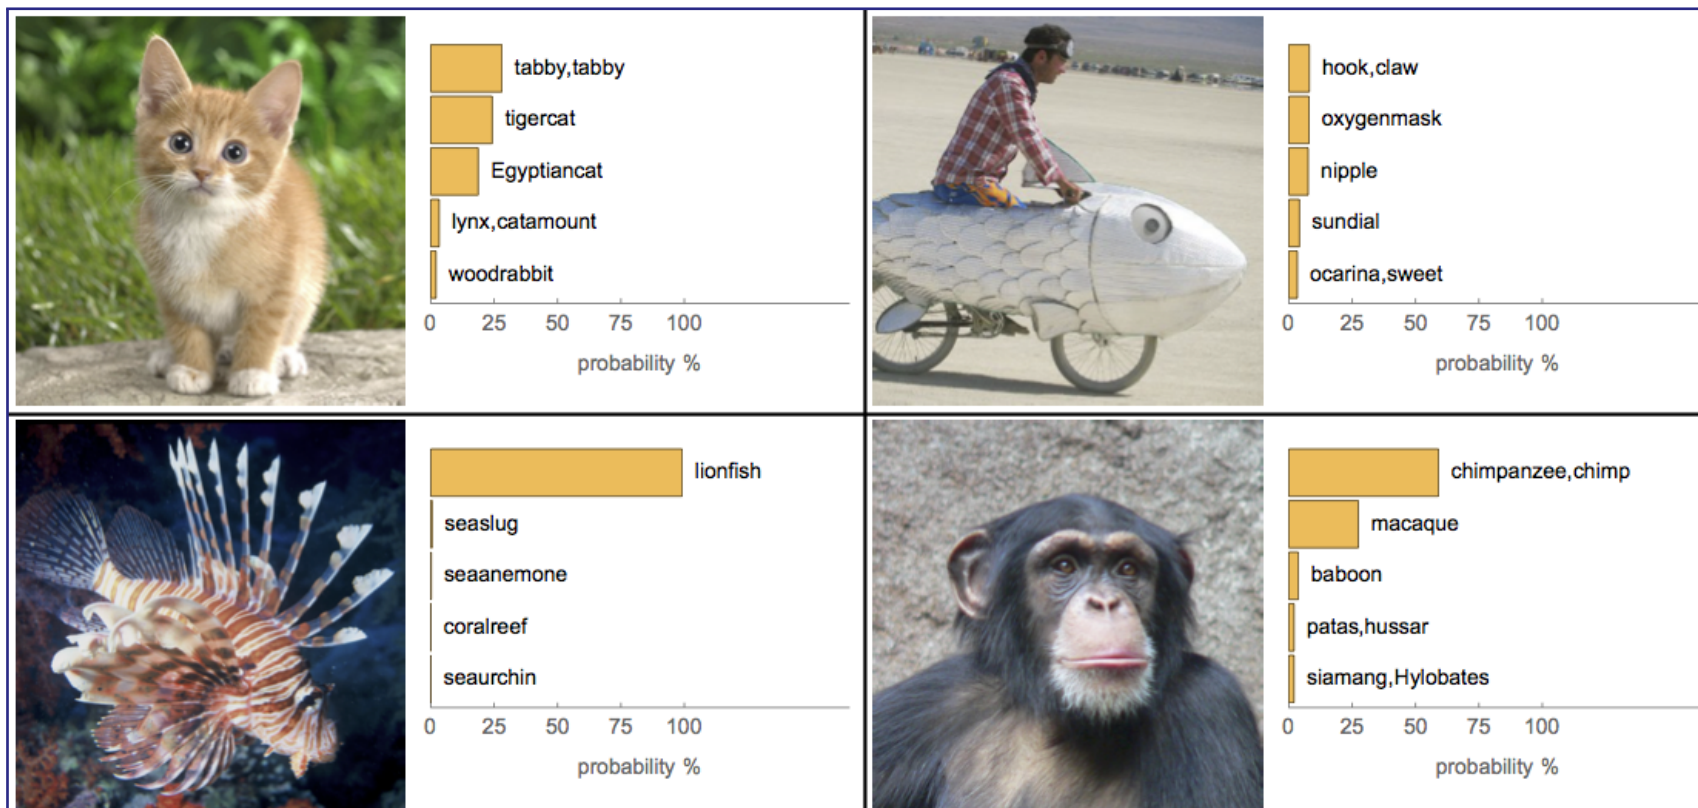 tabby,tabby
tigercat
Egyptiancat
lynx,catamount
woodrabbit
0 25 50 75 100
probability %
hook,claw
oxygenmask
nipple
sundial
ocarina,sweet
0 25 50 75 100
probability %
lionfish
seaslug
seaanemone
coralreef
seaurchin
0 25 50 75 100
probability %
chimpanzee,chimp
macaque
baboon
patas,hussar
siamang,Hylobates
0 25 50 75 100
probability %